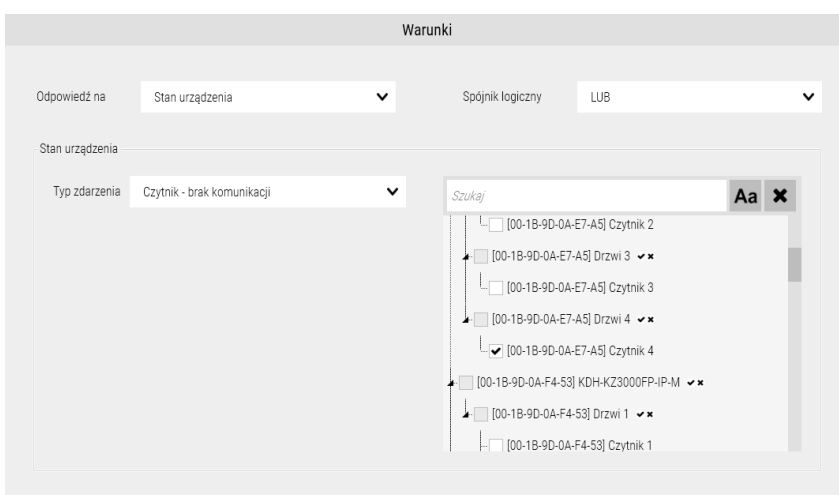 Warunki
Odpowiedź na
Stan urządzenia
Spójnik logiczny
LUB
Stan urządzenia
Typ zdarzenia
Czytnik - brak komunikacji
Szukaj
Aa
[00-1B-9D-0A-E7-A5] Czytnik 2
[00-1B-9D-0A-E7-A5] Drzwi 3
[00-1B-9D-0A-E7-A5] Czytnik 3
[00-1B-9D-0A-E7-A5] Drzwi 4
[00-1B-9D-0A-E7-A5] Czytnik 4
[00-1B-9D-0A-F4-53] KDH-KZ3000FP-IP-M
[00-1B-9D-0A-F4-53] Drzwi 1
[00-1B-9D-0A-F4-53] Czytnik 1